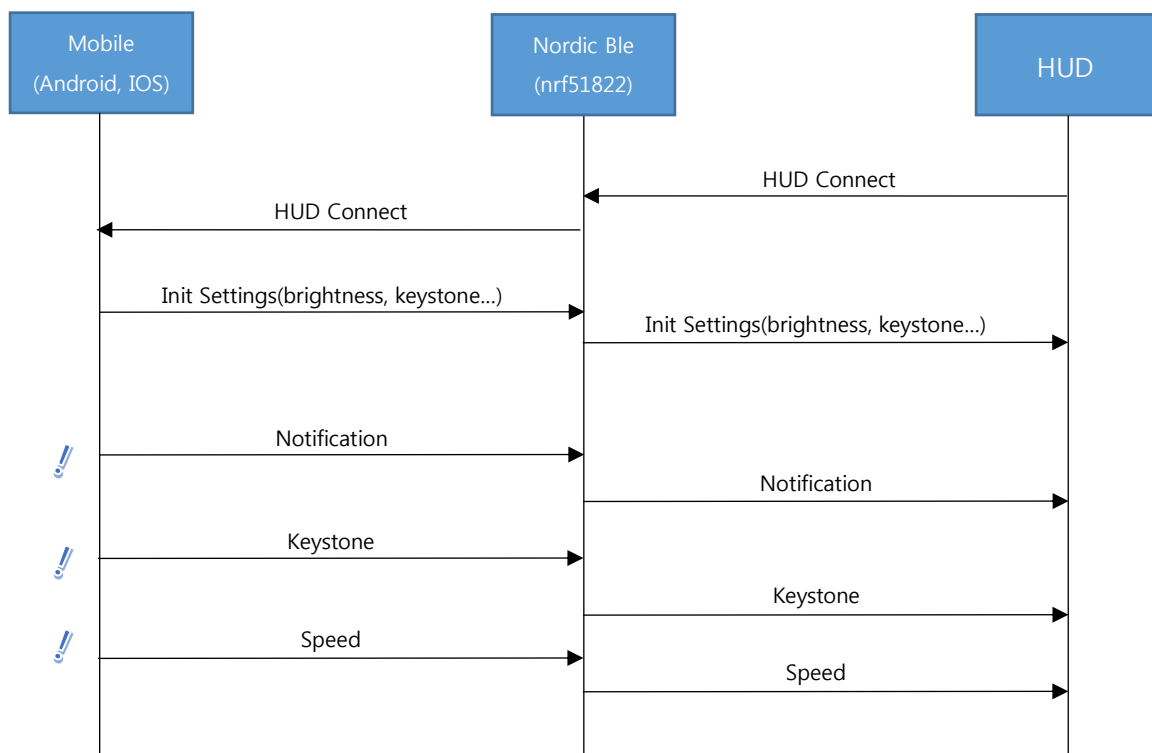 Mobile
(Android, IOS)
Nordic Ble
(nrf51822)
HUD
HUD Connect
HUD Connect
Init Settings(brightness, keystone...)
Init Settings(brightness, keystone...)
Notification
Notification
Keystone
Keystone
Speed
Speed